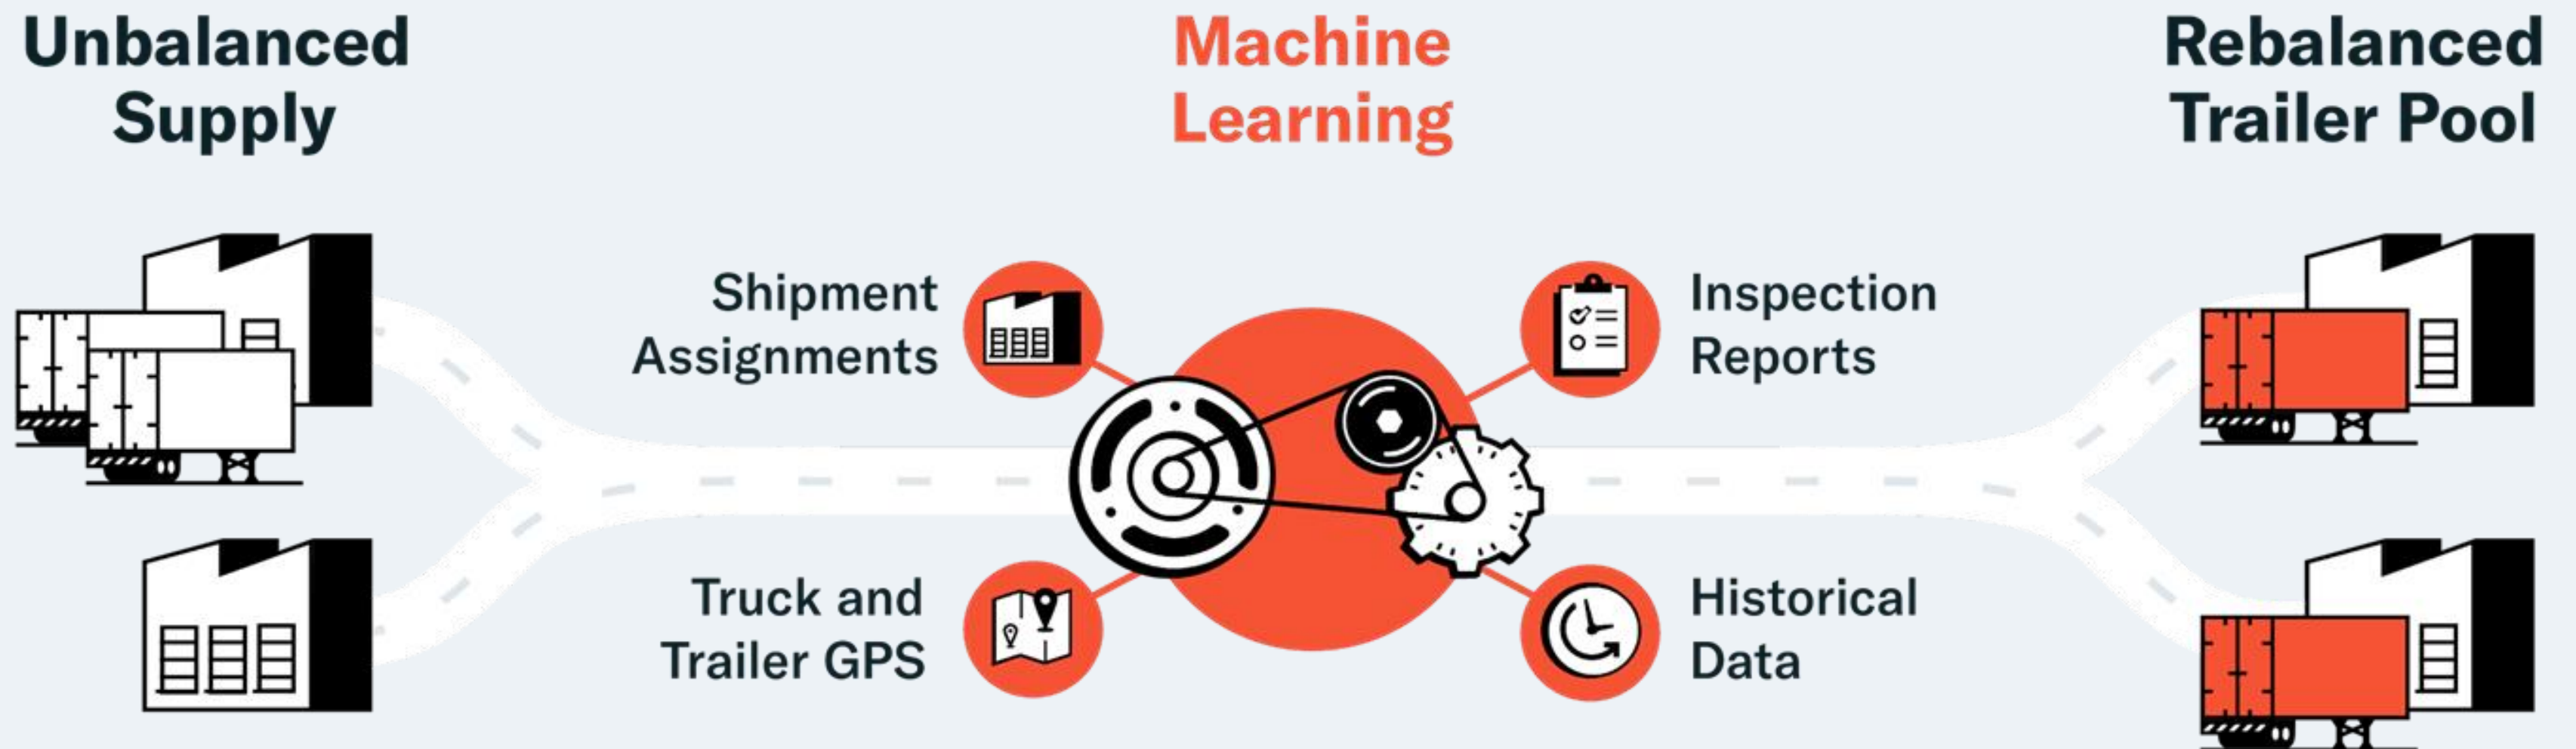 Unbalanced
Supply
Machine
Learning
Rebalanced
Trailer Pool
Shipment
Assignments
Inspection
Reports
Truck and
Trailer GPS
Historical
Data